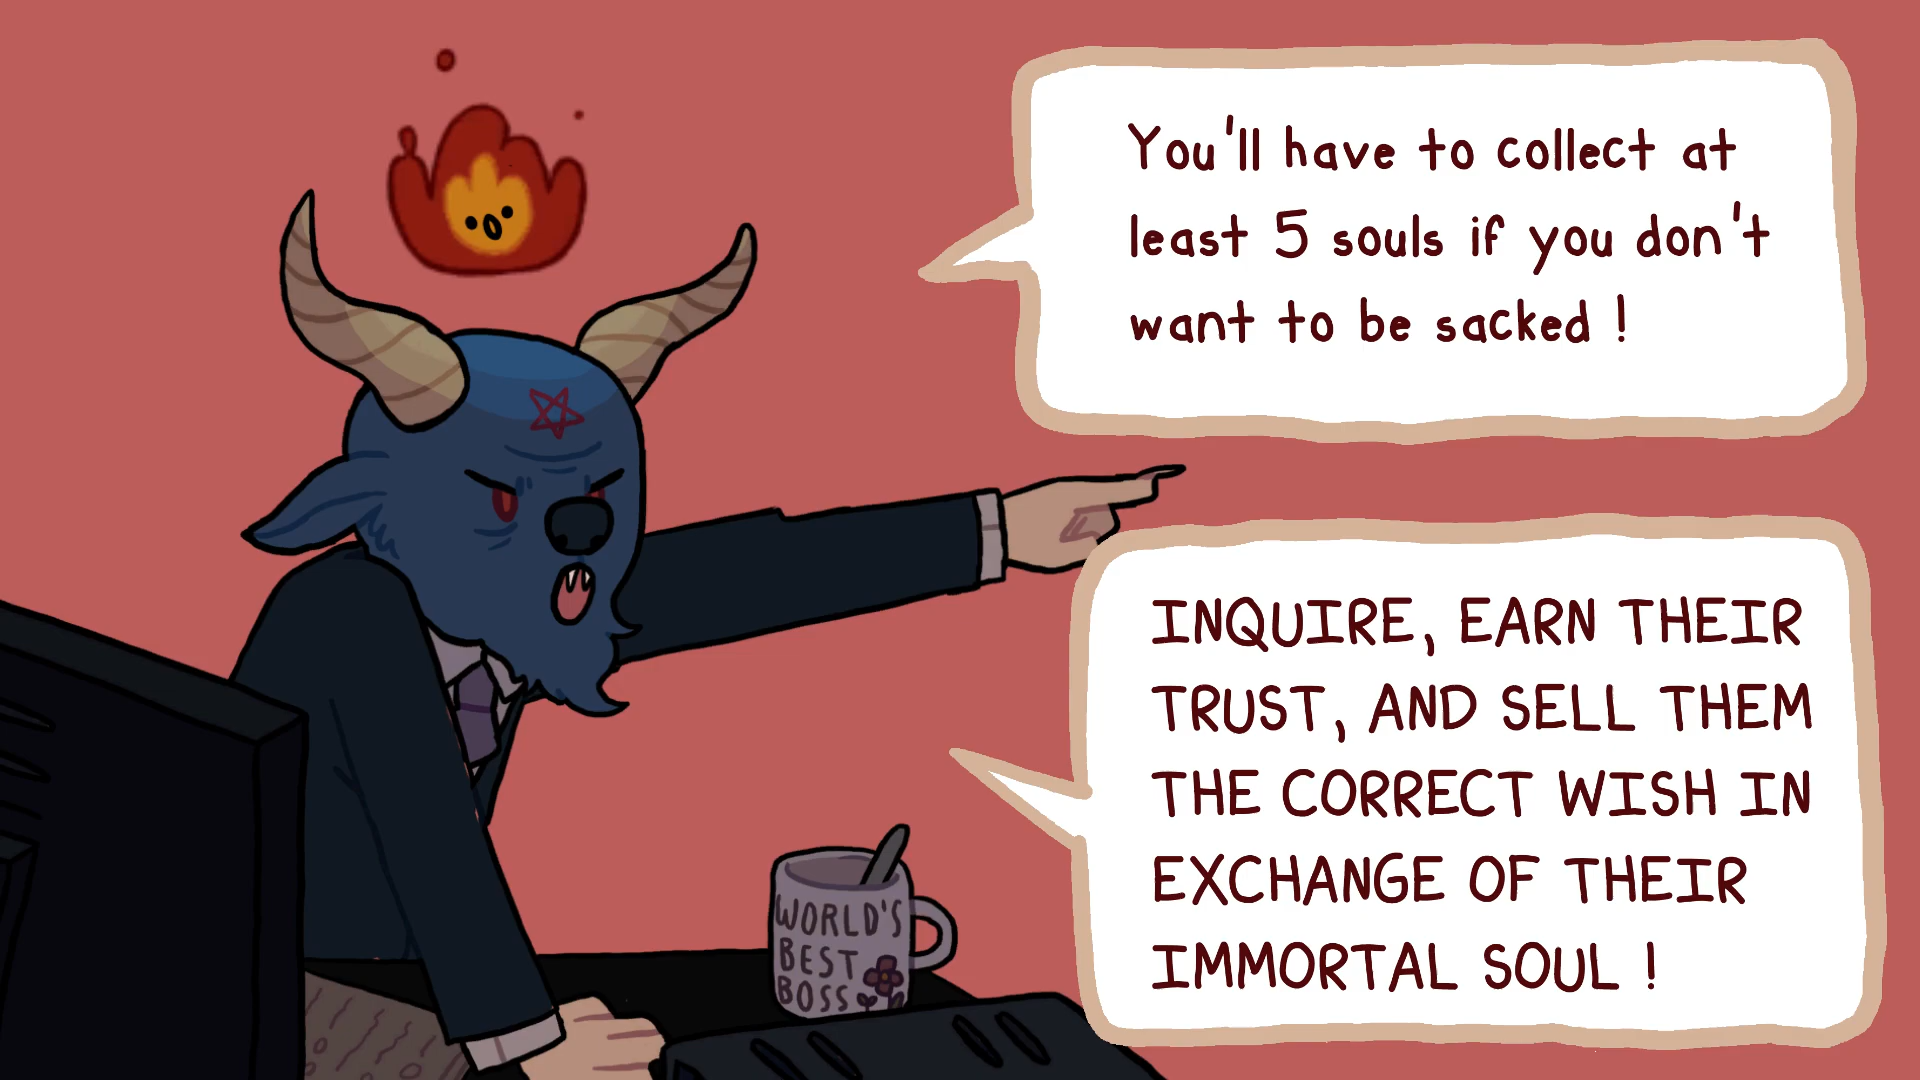 You'll have to collect at
least 5 souls if you don't
want to be sacked !
INQUIRE, EARN THEIR
TRUST, AND SELL THEM
THE CORRECT WISH IN
EXCHANGE OF THEIR
IMMORTAL SOUL !
WORLD'S
BEST
BOSS